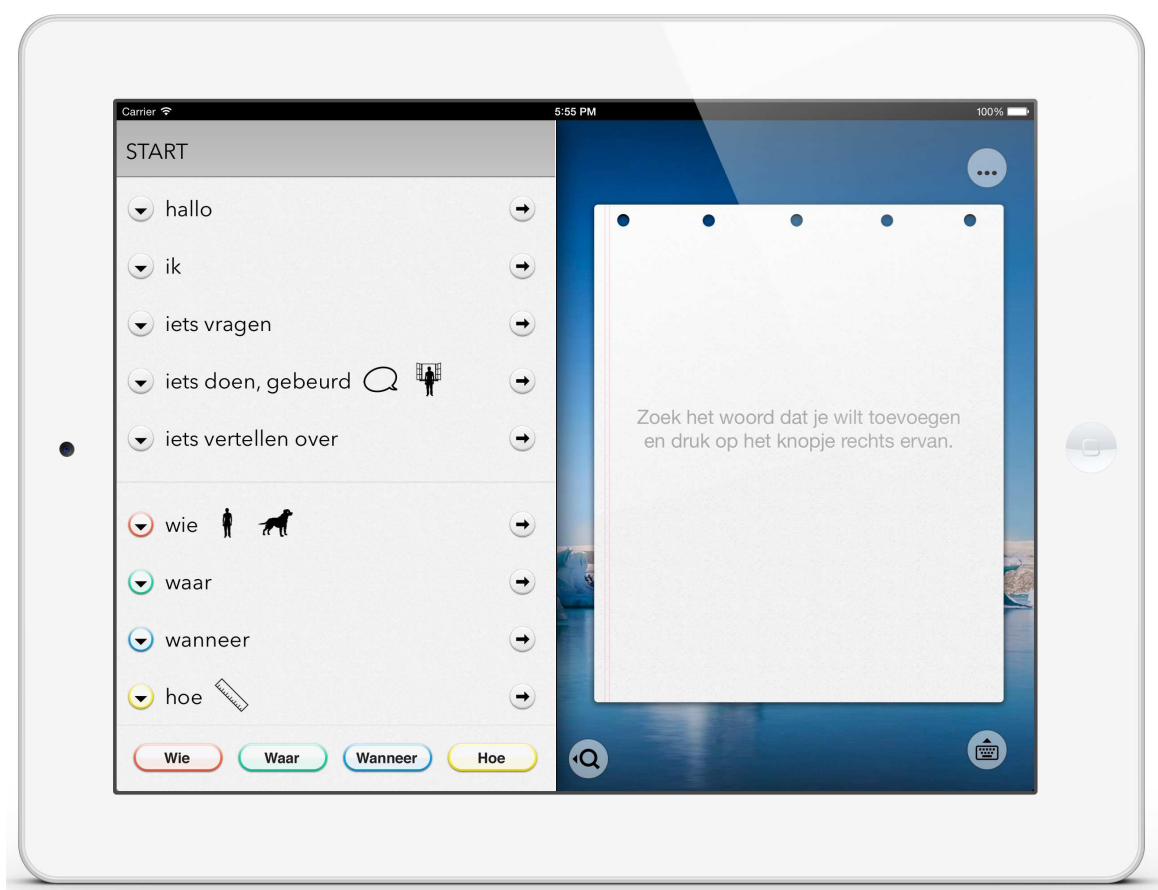 Carrier 5:55 PM 100%
START
hallo
ik
iets vragen
iets doen, gebeurd
iets vertellen over
wie
waar
wanneer
hoe
Wie Waar Wanneer Hoe
Zoek het woord dat je wilt toevoegen
en druk op het knopje rechts ervan.